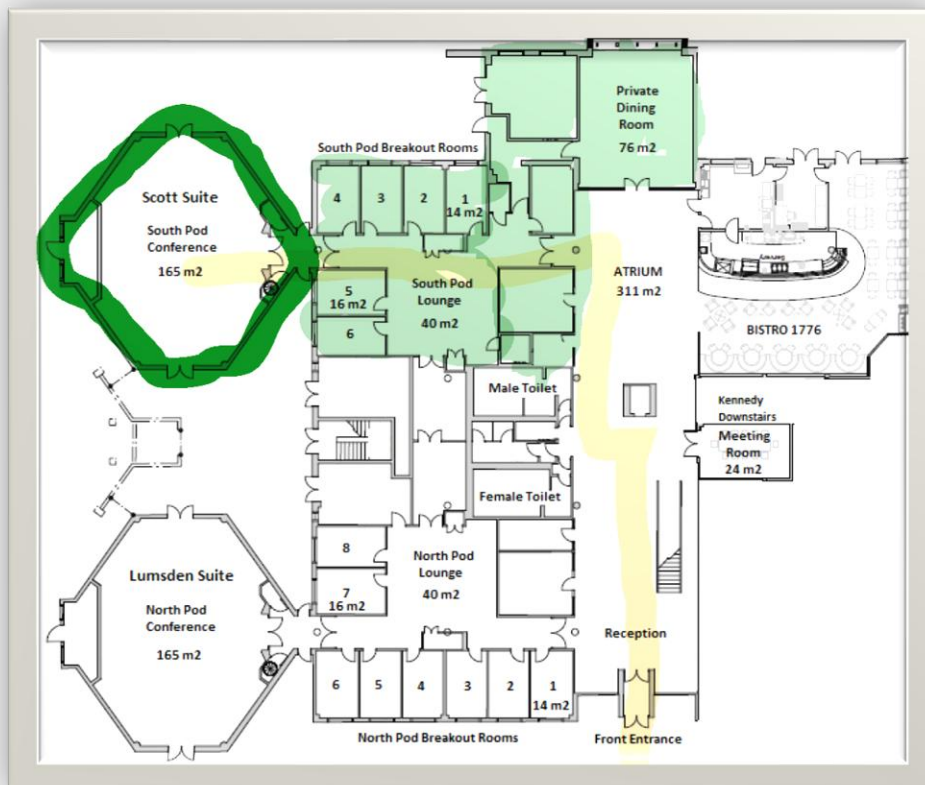 Private
Dining
Room
76 m2
South Pod Breakout Rooms
4
3
2
1
14 m2
Scott Suite
South Pod
Conference
165 m2
5
16 m2
6
South Pod
Lounge
40 m2
ATRIUM
311 m2
Servery
BISTRO 1776
Male Toilet
Kennedy
Downstairs
Meeting
Room
24 m2
Female Toilet
8
7
16 m2
North Pod
Lounge
40 m2
Lumsden Suite
North Pod
Conference
165 m2
Reception
6
5
4
3
2
1
14 m2
North Pod Breakout Rooms
Front Entrance